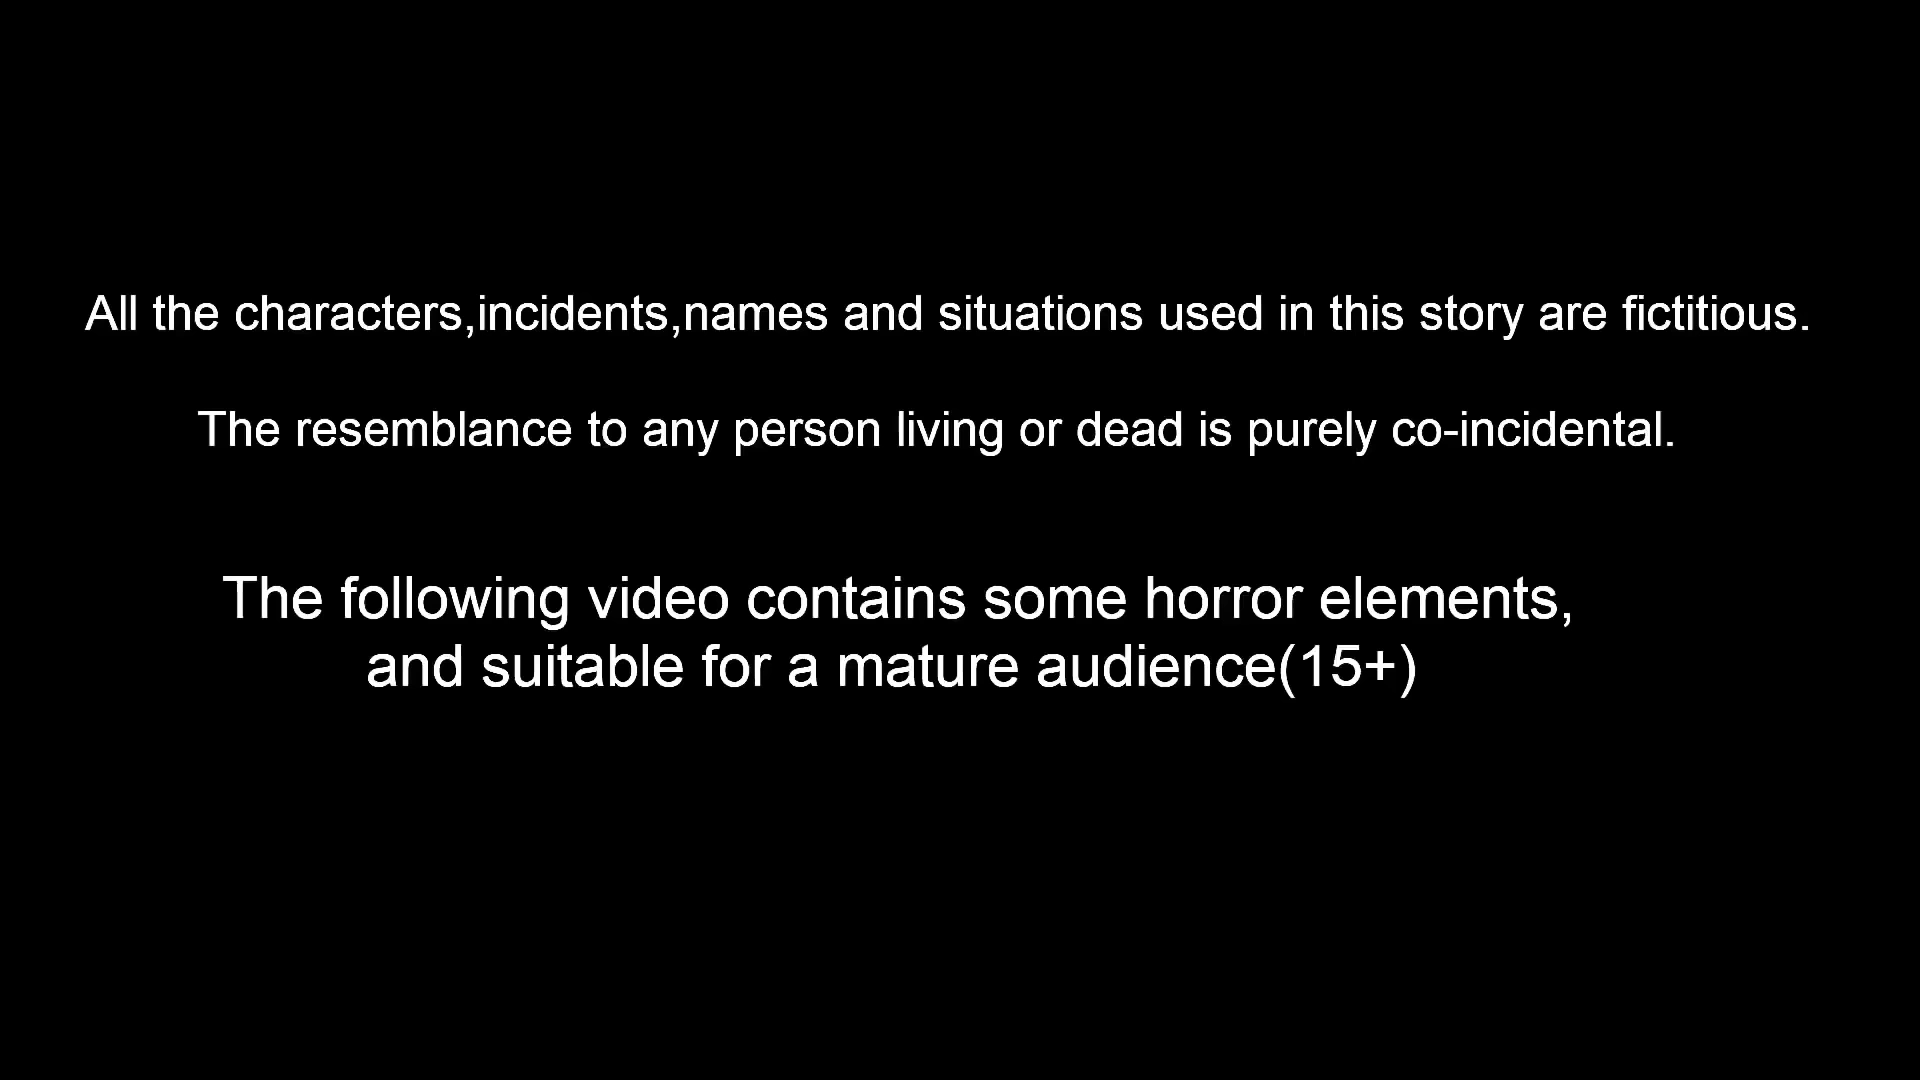 All the characters,incidents,names and situations used in this story are fictitious.
The resemblance to any person living or dead is purely co-incidental.
The following video contains some horror elements,
and suitable for a mature audience(15+)